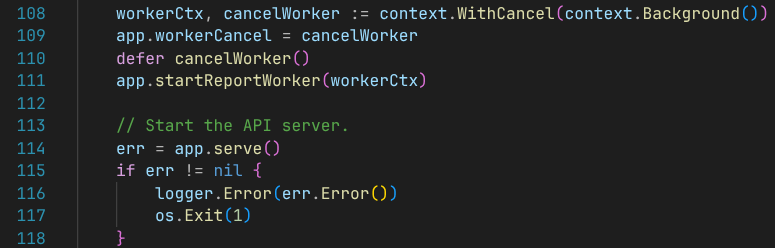 108 workerCtx, cancelWorker := context.WithCancel(context.Background())
109 app.workerCancel = cancelWorker
110 defer cancelWorker()
111 app.startReportWorker(workerCtx)
112
113 // Start the API server.
114 err = app.serve()
115 if err != nil {
116 logger.Error(err.Error())
117 os.Exit(1)
118 }